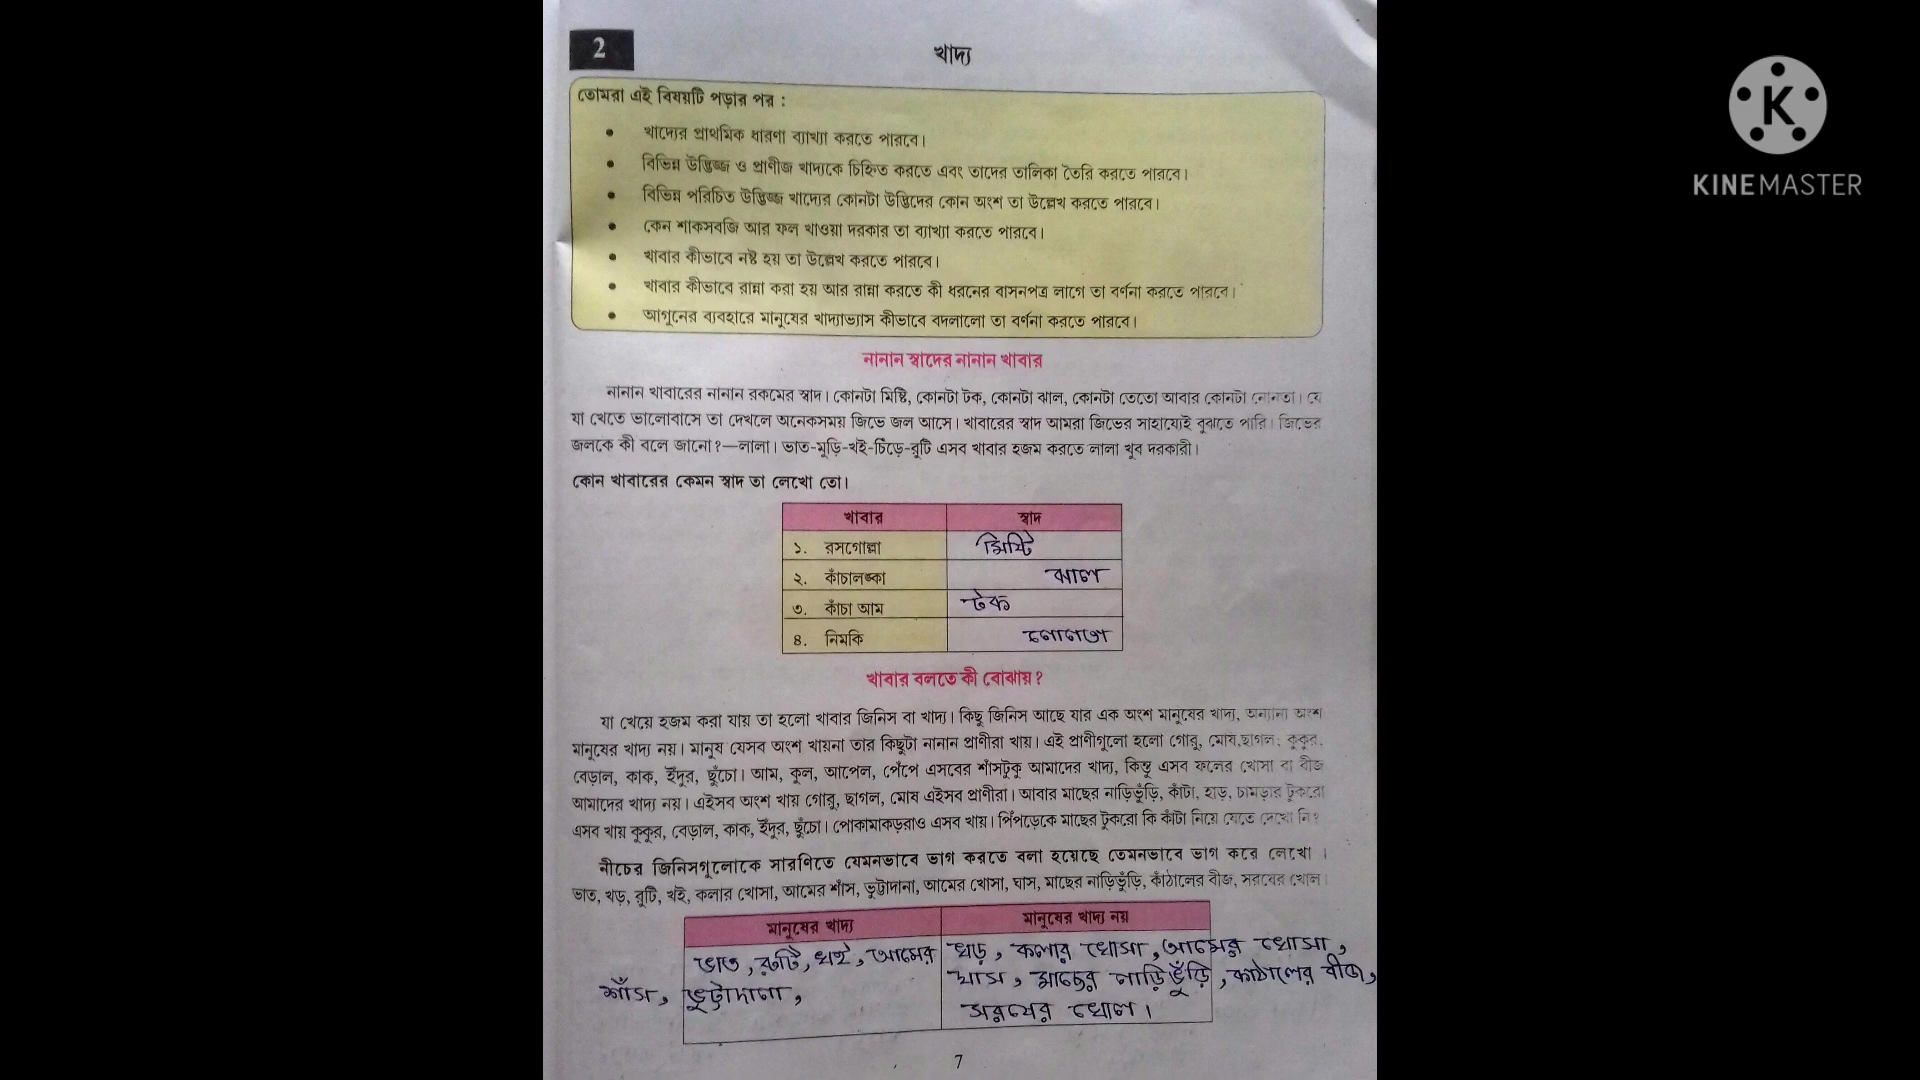 2
খাদ্য
তোমরা এই বিষয়টি পড়ার পর :
• খাদ্যের প্রাথমিক ধারণা ব্যাখ্যা করতে পারবে।
• বিভিন্ন উদ্ভিজ্জ ও প্রাণীজ খাদ্যকে চিহ্নিত করতে এবং তাদের তালিকা তৈরি করতে পারবে।
• বিভিন্ন পরিচিত উদ্ভিজ্জ খাদ্যের কোনটা উদ্ভিদের কোন অংশ তা উল্লেখ করতে পারবে।
• কেন শাকসবজি আর ফল খাওয়া দরকার তা ব্যাখ্যা করতে পারবে।
• খাবার কীভাবে নষ্ট হয় তা উল্লেখ করতে পারবে।
• খাবার কীভাবে রান্না করা হয় আর রান্না করতে কী ধরনের বাসনপত্র লাগে তা বর্ণনা করতে পারবে।
• আগুনের ব্যবহারে মানুষের খাদ্যাভ্যাস কীভাবে বদলালো তা বর্ণনা করতে পারবে।
নানান স্বাদের নানান খাবার
নানান খাবারের নানান রকমের স্বাদ। কোনটা মিষ্টি, কোনটা টক, কোনটা ঝাল, কোনটা তেতো আবার কোনটা নোনতা। যে
যা খেতে ভালোবাসে তা দেখলে অনেকসময় জিভে জল আসে। খাবারের স্বাদ আমরা জিভের সাহায্যেই বুঝতে পারি। জিভের
জলকে কী বলে জানো?—লালা। ভাত-মুড়ি-খই-চিঁড়ে-রুটি এসব খাবার হজম করতে লালা খুব দরকারী।
কোন খাবারের কেমন স্বাদ তা লেখো তো।
খাবার স্বাদ
১. রসগোল্লা মিষ্টি
২. কাঁচালঙ্কা ঝাল
৩. কাঁচা আম টক
৪. নিমকি নোনতা
খাবার বলতে কী বোঝায়?
যা খেয়ে হজম করা যায় তা হলো খাবার জিনিস বা খাদ্য। কিছু জিনিস আছে যার এক অংশ মানুষের খাদ্য, অন্যান্য অংশ
মানুষের খাদ্য নয়। মানুষ যেসব অংশ খায়না তার কিছুটা নানান প্রাণীরা খায়। এই প্রাণীগুলো হলো গোরু, মোষ,ছাগল, কুকুর,
বেড়াল, কাক, ইঁদুর, ছুঁচো। আম, কুল, আপেল, পেঁপে এসবের শাঁসটুকু আমাদের খাদ্য, কিন্তু এসব ফলের খোসা বা বীজ
আমাদের খাদ্য নয়। এইসব অংশ খায় গোরু, ছাগল, মোষ এইসব প্রাণীরা। আবার মাছের নাড়িভুঁড়ি, কাঁটা, হাড়, চামড়ার টুকরো
এসব খায় কুকুর, বেড়াল, কাক, ইঁদুর, ছুঁচো। পোকামাকড়রাও এসব খায়। পিঁপড়েকে মাছের টুকরো কি কাঁটা নিয়ে যেতে দেখো নি?
নীচের জিনিসগুলোকে সারণিতে যেমনভাবে ভাগ করতে বলা হয়েছে তেমনভাবে ভাগ করে লেখো ।
ভাত, খড়, রুটি, খই, কলার খোসা, আমের শাঁস, ভুট্টাদানা, আমের খোসা, ঘাস, মাছের নাড়িভুঁড়ি, কাঁঠালের বীজ, সরষের খোল।
মানুষের খাদ্য মানুষের খাদ্য নয়
ভাত, রুটি, খই, আমের খড়, কলার খোসা, আমের খোসা,
শাঁস, ভুট্টাদানা, ঘাস, মাছের নাড়িভুঁড়ি, কাঠালের বীজ,
সরষের খোল।
7
K
KINEMASTER